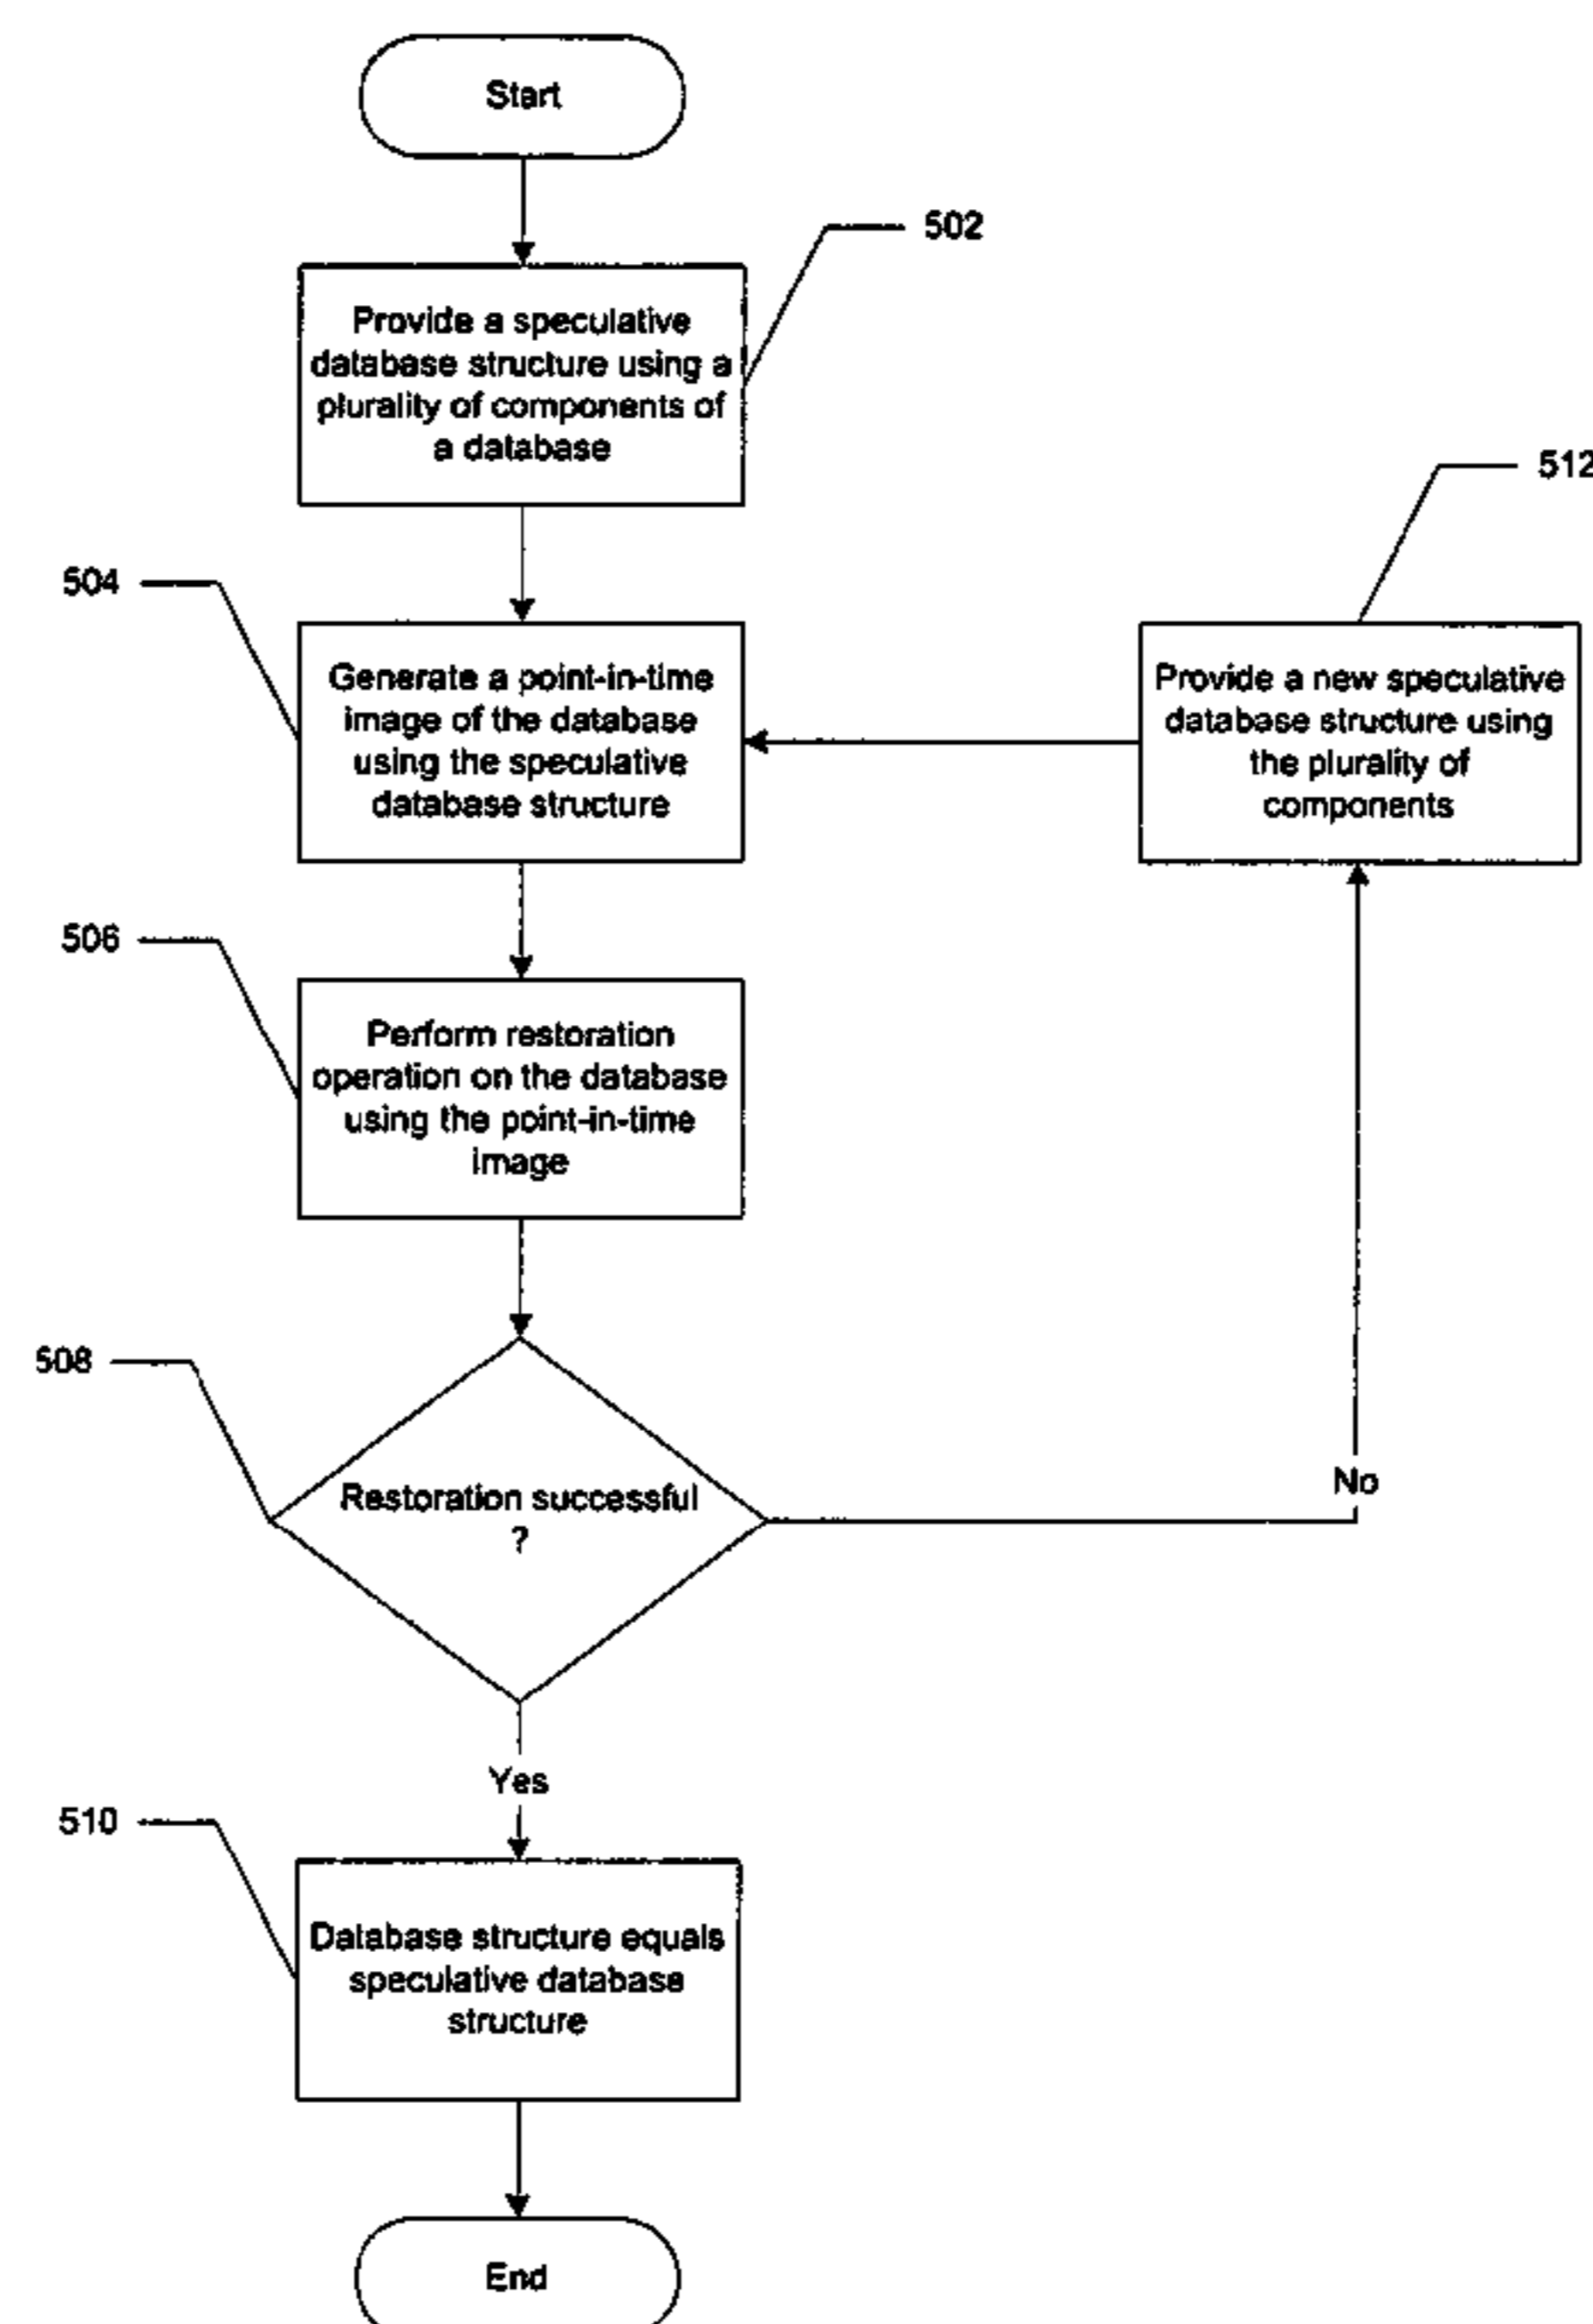 Start
502
Provide a speculative
database structure using a
plurality of components of
a database
512
504
Generate a point-in-time
image of the database
using the speculative
database structure
Provide a new speculative
database structure using
the plurality of
components
506
Perform restoration
operation on the database
using the point-in-time
image
508
Restoration successful
?
No
Yes
510
Database structure equals
speculative database
structure
End